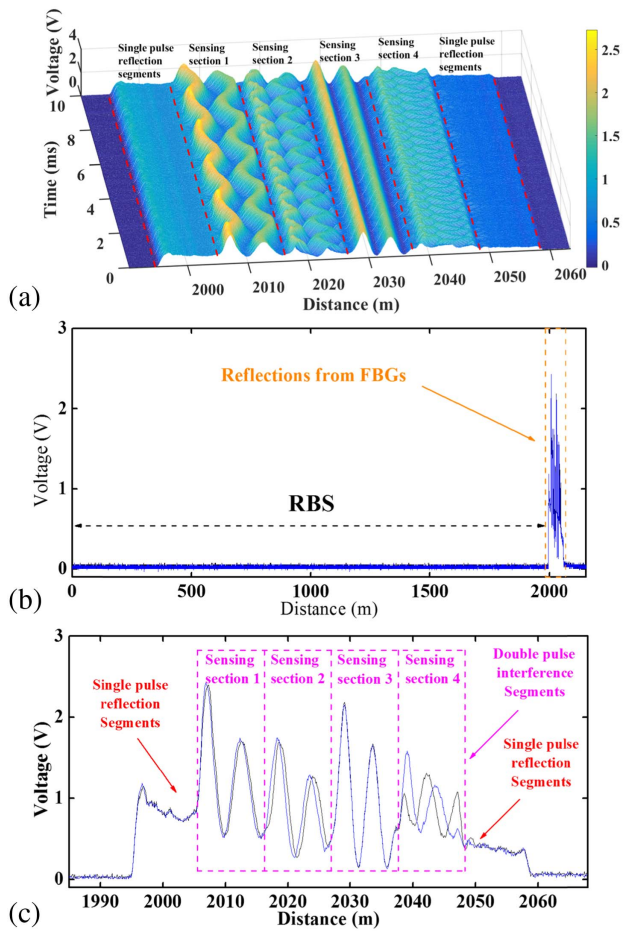 4
2
0
Voltage (V)
Single pulse
reflection
segments
Sensing
section 1
Sensing
section 2
Sensing
section 3
Sensing
section 4
Single pulse
reflection
segments
2.5
2
1.5
1
0.5
0
10
8
6
4
2
0
Time (ms)
2000
2010
2020
2030
2040
2050
2060
Distance (m)
(a)
3
2
1
0
Voltage (V)
Reflections from FBGs
RBS
0
500
1000
1500
2000
Distance (m)
(b)
3
2
1
0
Voltage (V)
Single pulse
reflection
Segments
Sensing
section 1
Sensing
section 2
Sensing
section 3
Sensing
section 4
Double pulse
interference
Segments
Single pulse
reflection
Segments
1990
2000
2010
2020
2030
2040
2050
2060
Distance (m)
(c)